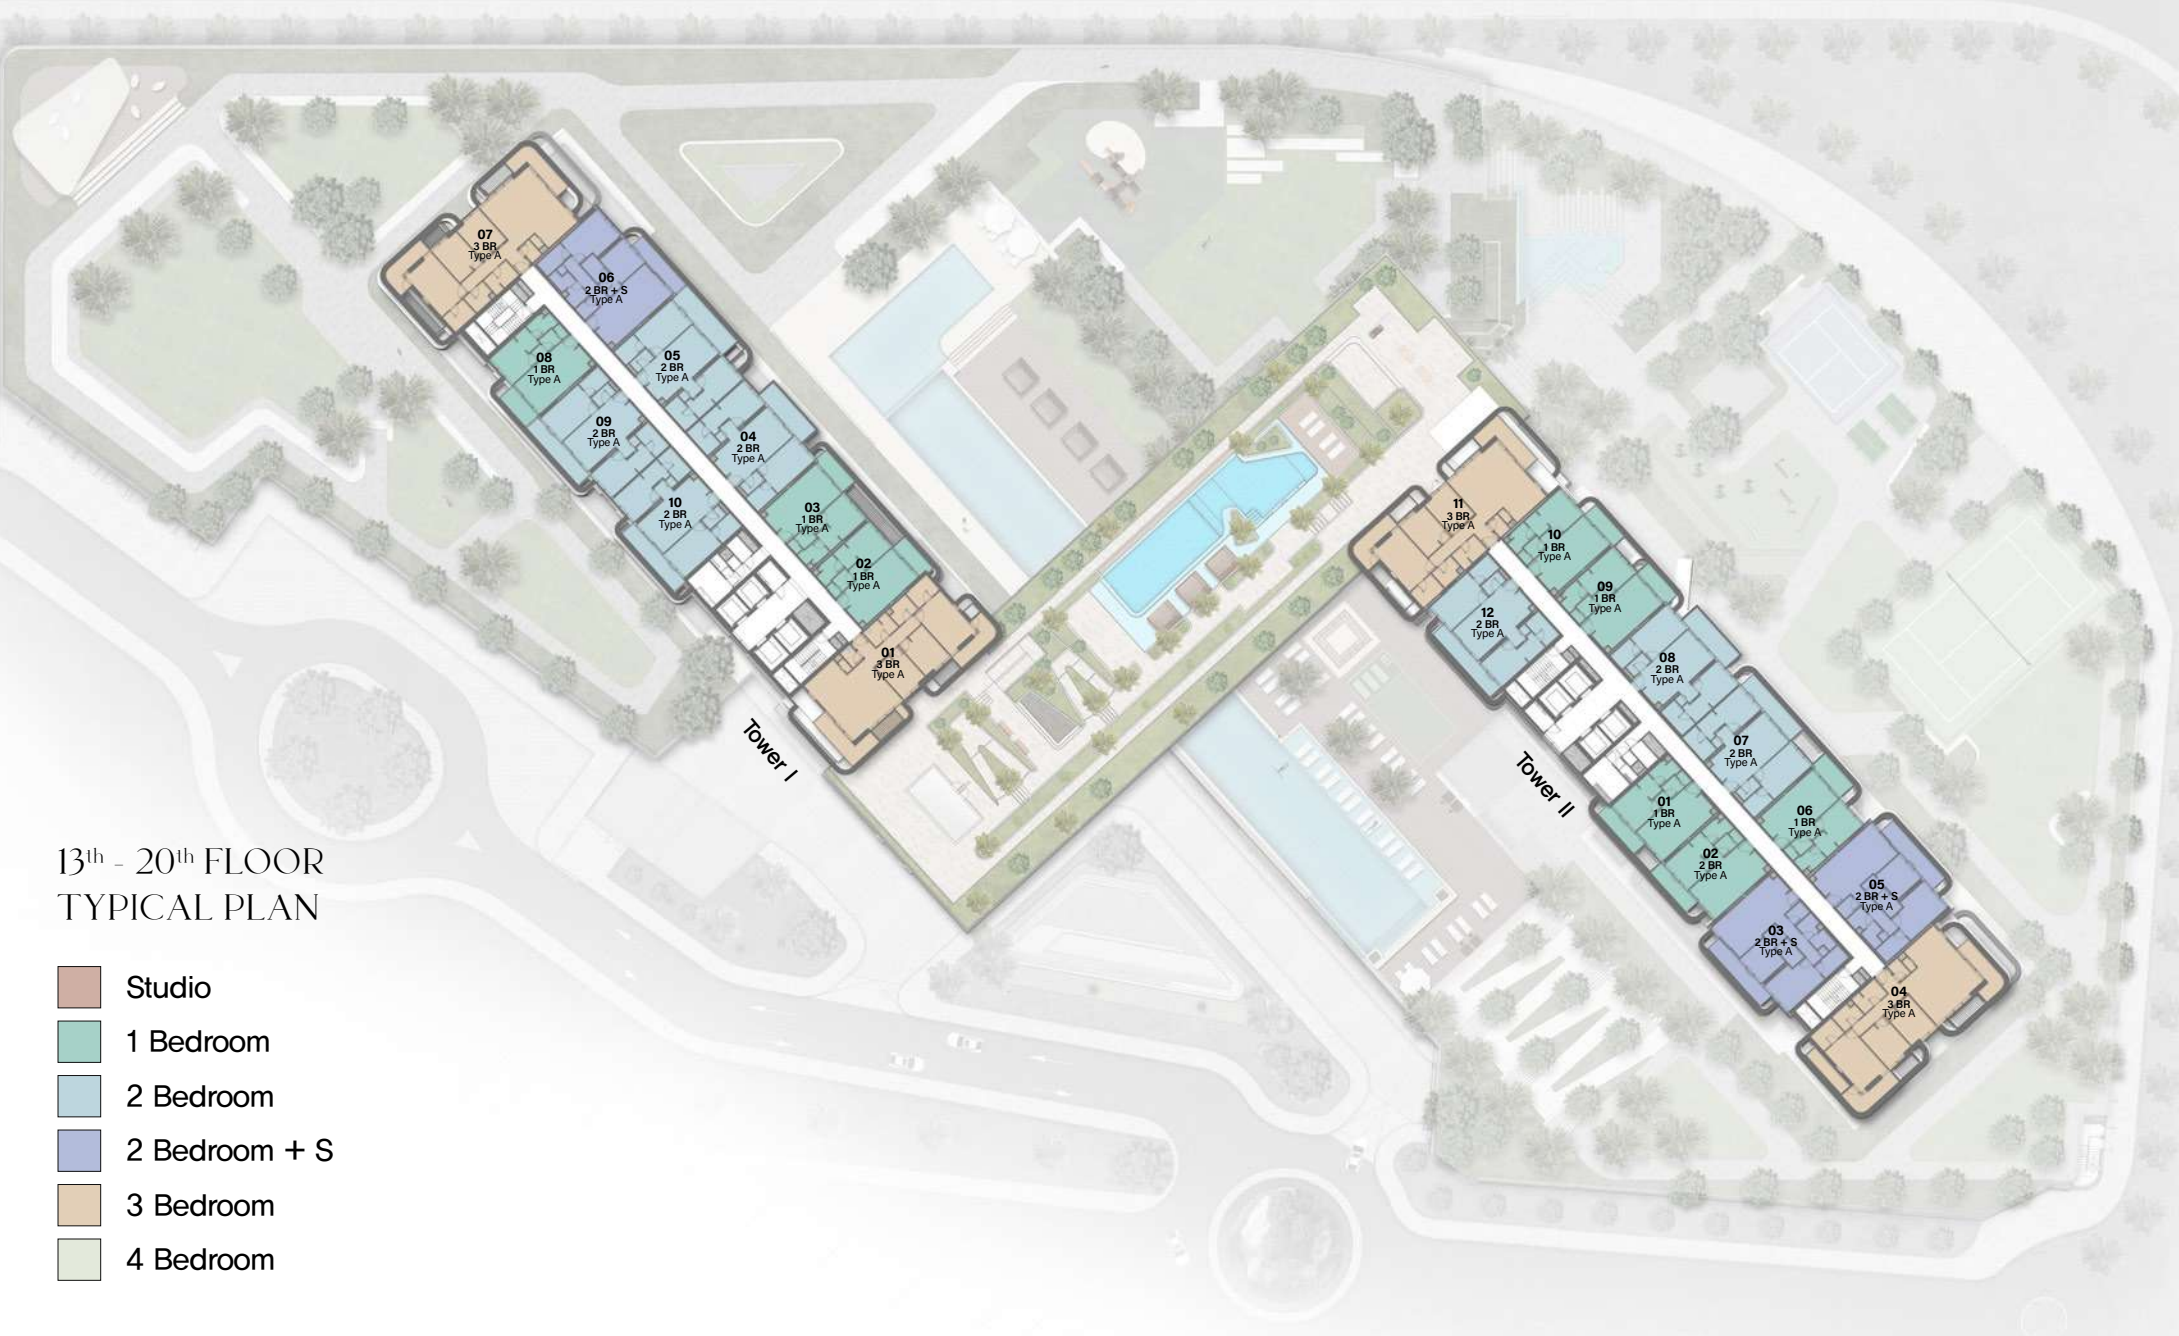 07
3 BR
Type A
06
2 BR + S
Type A
08
1 BR
Type A
05
2 BR
Type A
09
2 BR
Type A
04
2 BR
Type A
10
2 BR
Type A
03
1 BR
Type A
02
1 BR
Type A
01
3 BR
Type A
Tower I
11
3 BR
Type A
10
1 BR
Type A
09
1 BR
Type A
12
2 BR
Type A
08
2 BR
Type A
07
2 BR
Type A
01
1 BR
Type A
06
1 BR
Type A
02
2 BR
Type A
05
2 BR + S
Type A
03
2 BR + S
Type A
04
3 BR
Type A
Tower II
13th - 20th FLOOR
TYPICAL PLAN
Studio
1 Bedroom
2 Bedroom
2 Bedroom + S
3 Bedroom
4 Bedroom